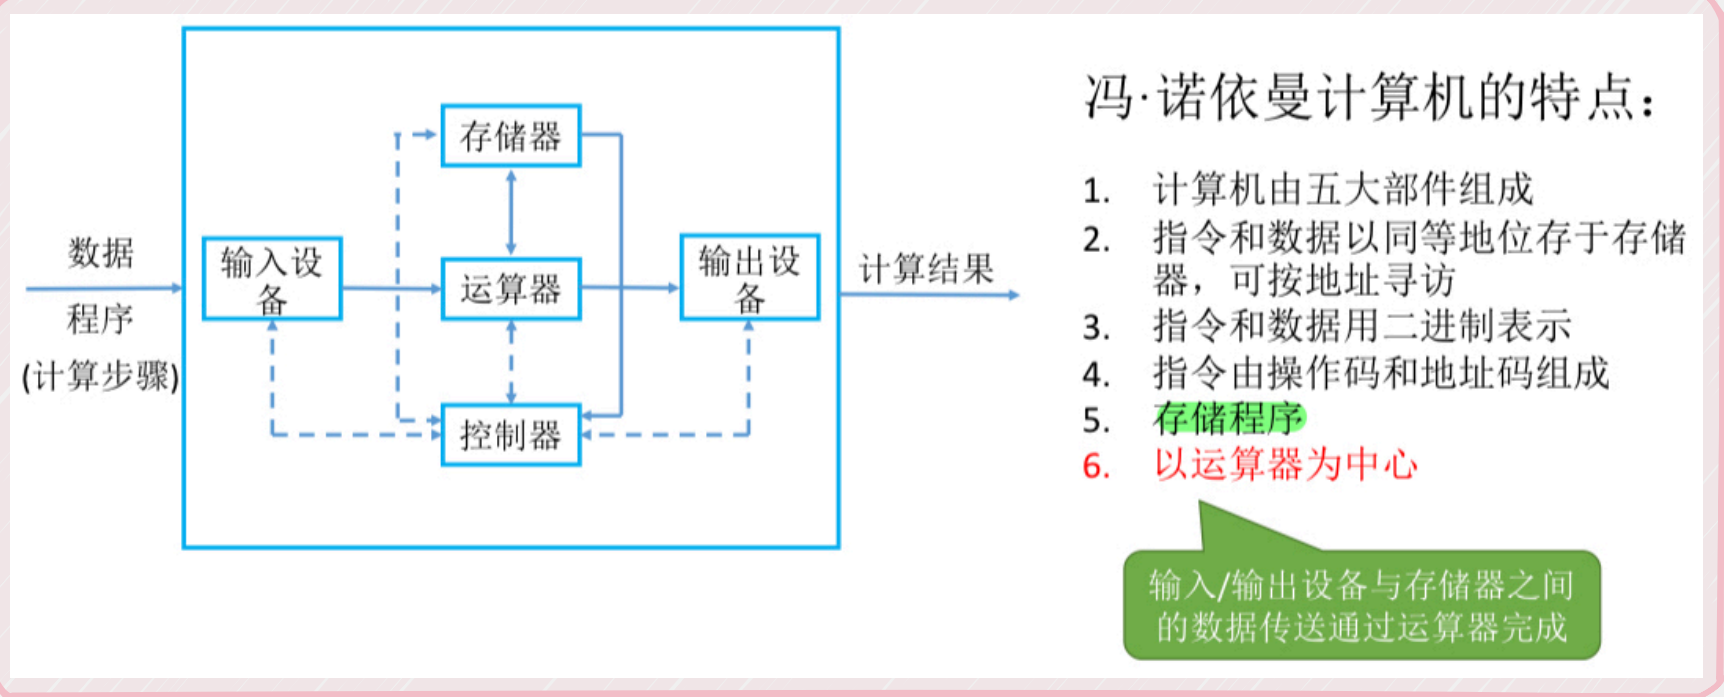 数据
程序
(计算步骤)
输入设
备
存储器
运算器
控制器
输出设
备
计算结果
冯·诺依曼计算机的特点：
1. 计算机由五大部件组成
2. 指令和数据以同等地位存于存储
器，可按地址寻访
3. 指令和数据用二进制表示
4. 指令由操作码和地址码组成
5. 存储程序
6. 以运算器为中心
输入/输出设备与存储器之间
的数据传送通过运算器完成